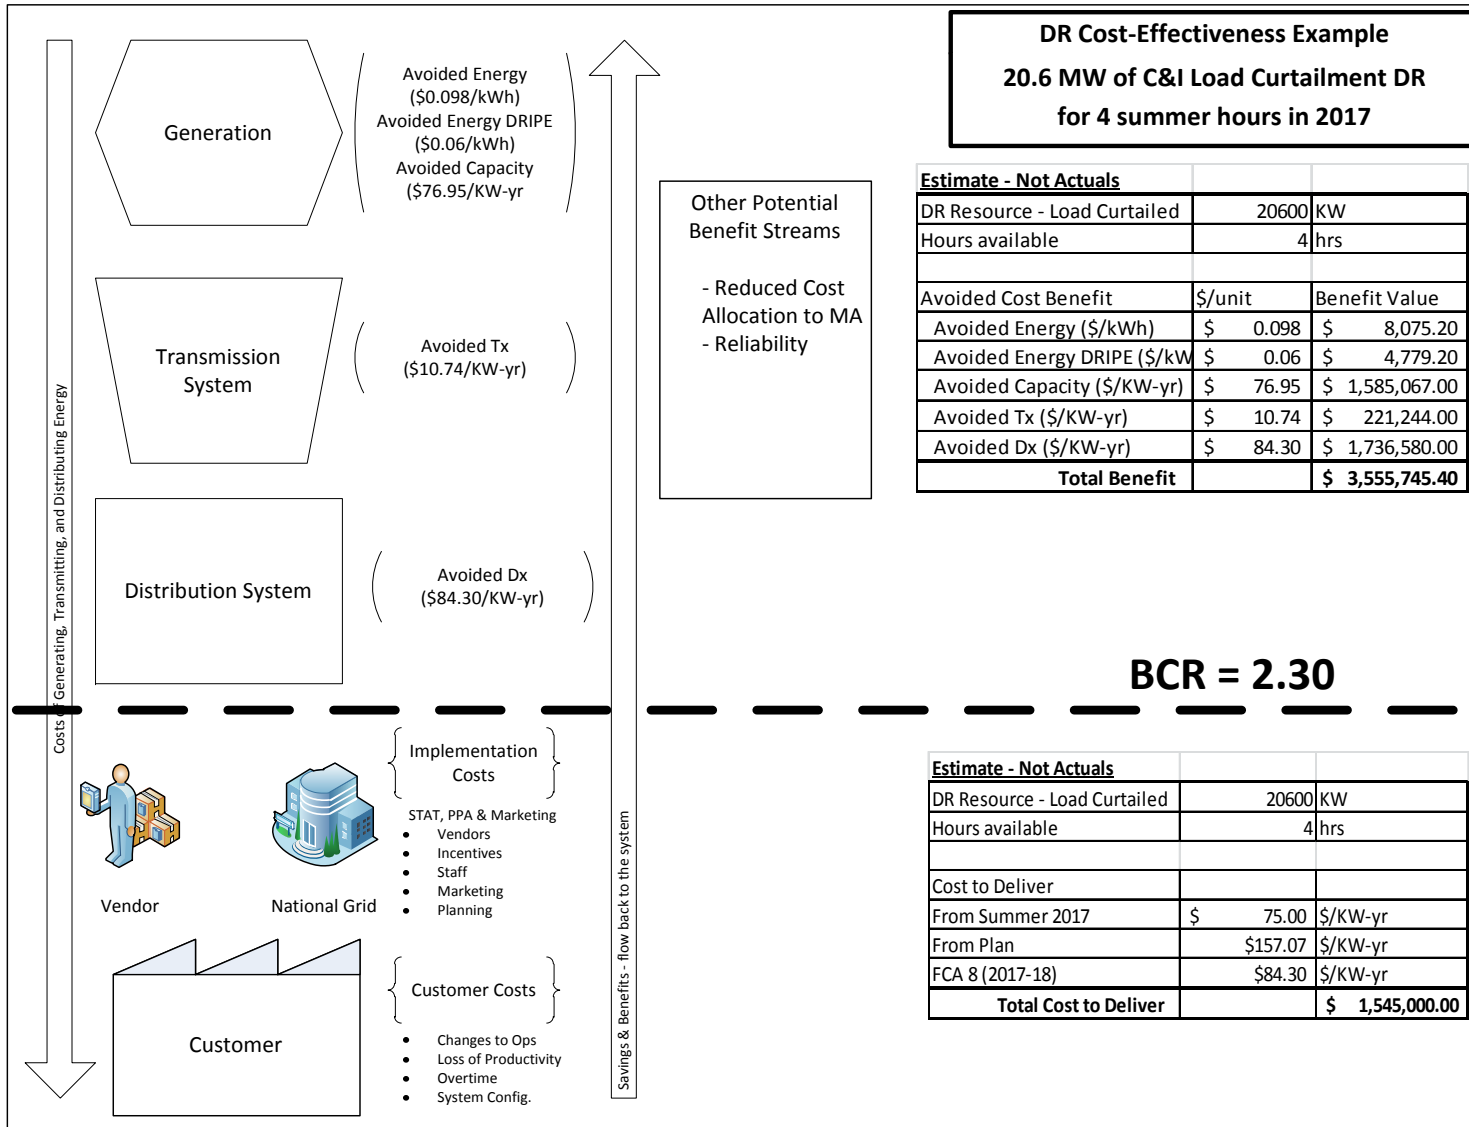 DR Cost-Effectiveness Example
20.6 MW of C&I Load Curtailment DR
for 4 summer hours in 2017
Generation
Avoided Energy
($0.098/kWh)
Avoided Energy DRIPE
($0.06/kWh)
Avoided Capacity
($76.95/KW-yr
Transmission
System
Avoided Tx
($10.74/KW-yr)
Distribution System
Avoided Dx
($84.30/KW-yr)
Costs of Generating, Transmitting, and Distributing Energy
Other Potential
Benefit Streams
- Reduced Cost
Allocation to MA
- Reliability
Estimate - Not Actuals
DR Resource - Load Curtailed 20600 KW
Hours available 4 hrs
Avoided Cost Benefit $/unit Benefit Value
Avoided Energy ($/kWh) $ 0.098 $ 8,075.20
Avoided Energy DRIPE ($/kW $ 0.06 $ 4,779.20
Avoided Capacity ($/KW-yr) $ 76.95 $ 1,585,067.00
Avoided Tx ($/KW-yr) $ 10.74 $ 221,244.00
Avoided Dx ($/KW-yr) $ 84.30 $ 1,736,580.00
Total Benefit $ 3,555,745.40
BCR = 2.30
Vendor
National Grid
Implementation
Costs
STAT, PPA & Marketing
• Vendors
• Incentives
• Staff
• Marketing
• Planning
Customer
Customer Costs
• Changes to Ops
• Loss of Productivity
• Overtime
• System Config.
Savings & Benefits - flow back to the system
Estimate - Not Actuals
DR Resource - Load Curtailed 20600 KW
Hours available 4 hrs
Cost to Deliver
From Summer 2017 $ 75.00 $/KW-yr
From Plan $157.07 $/KW-yr
FCA 8 (2017-18) $84.30 $/KW-yr
Total Cost to Deliver $ 1,545,000.00